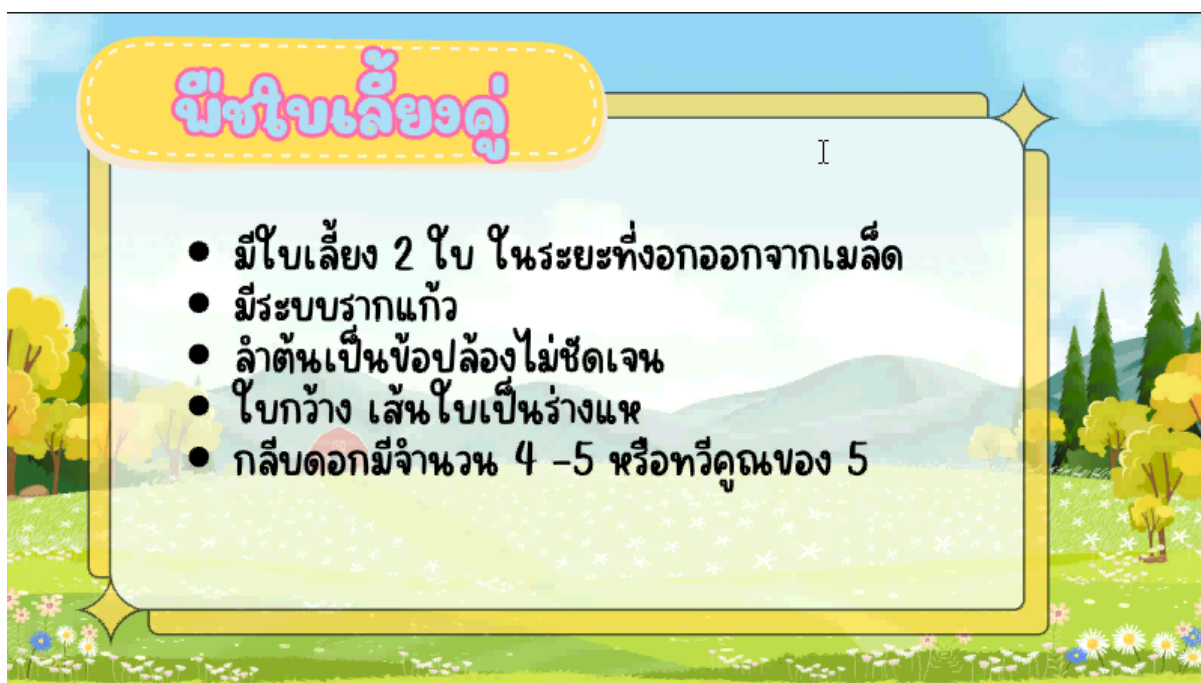 พืชใบเลี้ยงคู่
● มีใบเลี้ยง 2 ใบ ในระยะที่งอกออกจากเมล็ด
● มีระบบรากแก้ว
● ลำต้นเป็นข้อปล้องไม่ชัดเจน
● ใบกว้าง เส้นใบเป็นร่างแห
● กลีบดอกมีจำนวน 4 -5 หรือทวีคูณของ 5